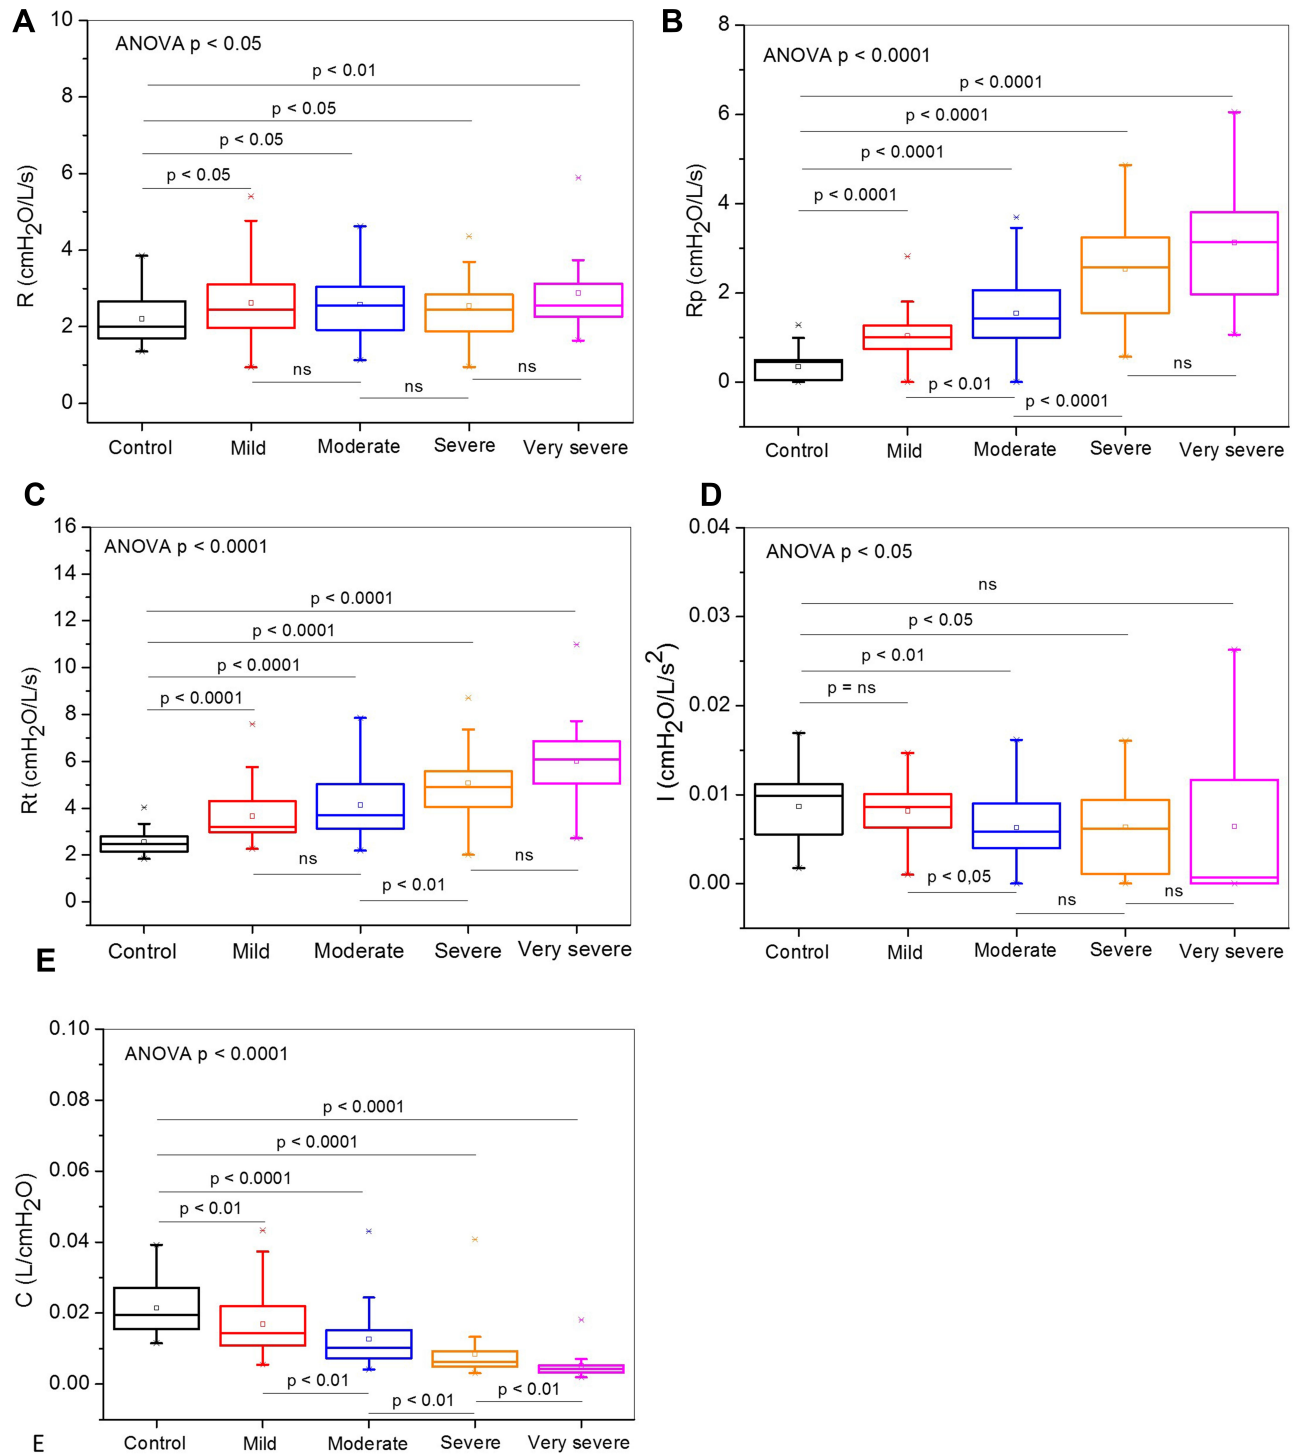 A
ANOVA p < 0.05
p < 0.01
p < 0.05
p < 0.05
p < 0.05
ns
ns
ns
R (cmH2O/L/s)
10
8
6
4
2
0
Control Mild Moderate Severe Very severe
B
ANOVA p < 0.0001
p < 0.0001
p < 0.0001
p < 0.0001
p < 0.0001
ns
p < 0.01
p < 0.0001
Rp (cmH2O/L/s)
8
6
4
2
0
Control Mild Moderate Severe Very severe
C
ANOVA p < 0.0001
p < 0.0001
p < 0.0001
p < 0.0001
p < 0.0001
ns
ns
p < 0.01
Rt (cmH2O/L/s)
16
14
12
10
8
6
4
2
0
Control Mild Moderate Severe Very severe
D
ANOVA p < 0.05
ns
p < 0.05
p < 0.01
p = ns
p < 0,05
ns
ns
I (cmH2O/L/s2)
0.04
0.03
0.02
0.01
0.00
Control Mild Moderate Severe Very severe
E
ANOVA p < 0.0001
p < 0.0001
p < 0.0001
p < 0.0001
p < 0.01
p < 0.01
p < 0.01
p < 0.01
C (L/cmH2O)
0.10
0.08
0.06
0.04
0.02
0.00
Control Mild Moderate Severe Very severe
E